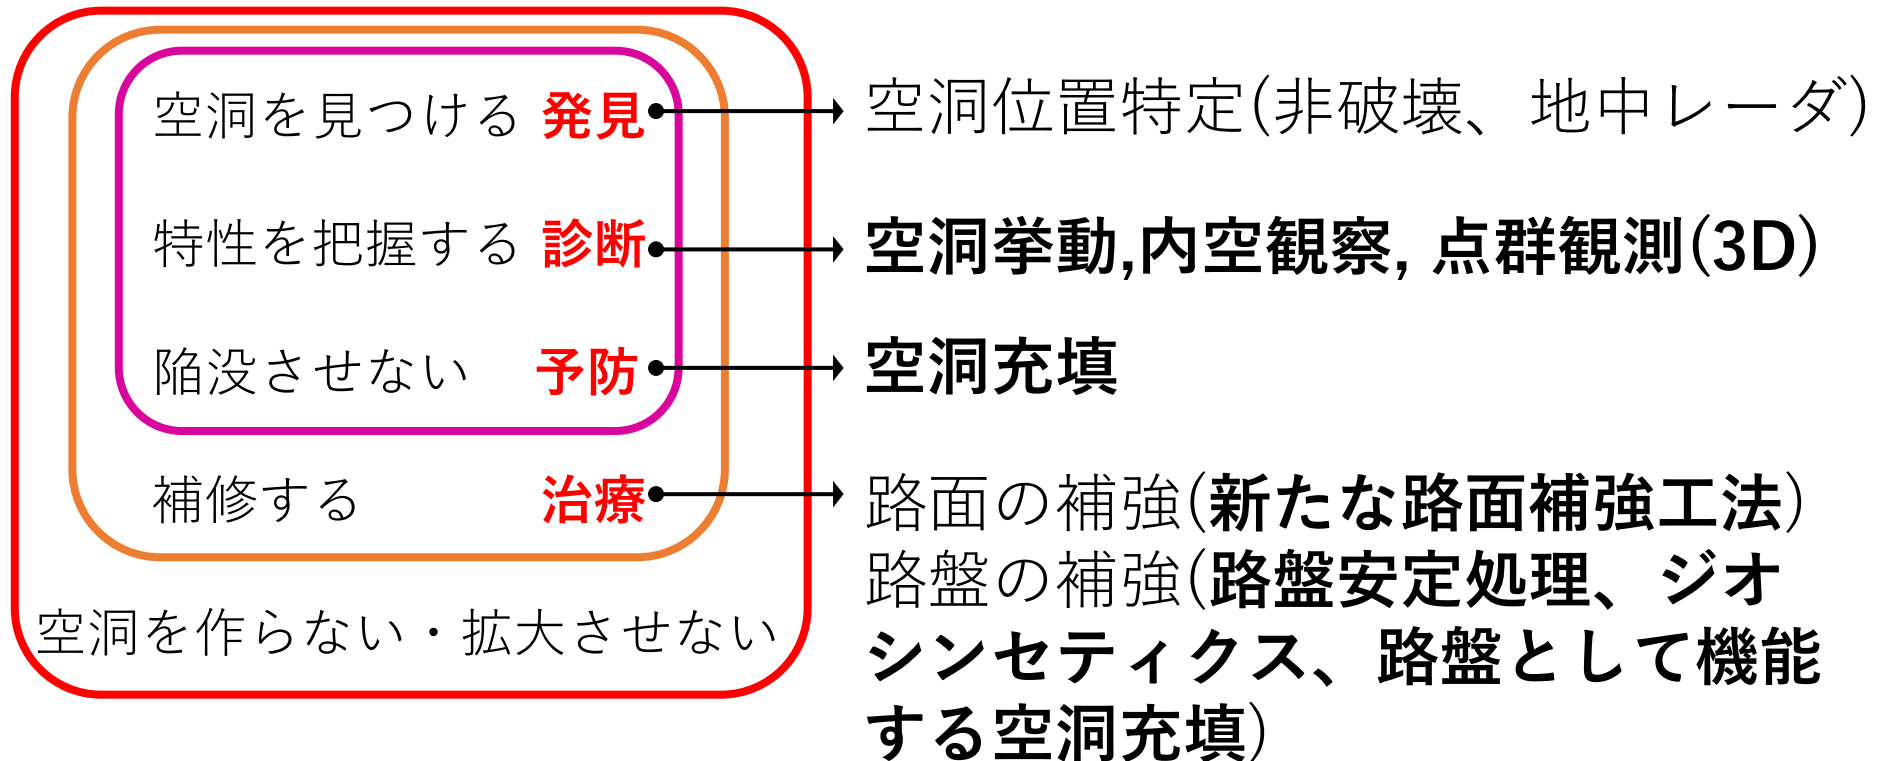 空洞を見つける 発見
空洞位置特定(非破壊、地中レーダ)
特性を把握する 診断
空洞挙動,内空観察, 点群観測(3D)
陥没させない 予防
空洞充填
補修する 治療
路面の補強(新たな路面補強工法)
路盤の補強(路盤安定処理、ジオ
シンセティクス、路盤として機能
する空洞充填)
空洞を作らない・拡大させない